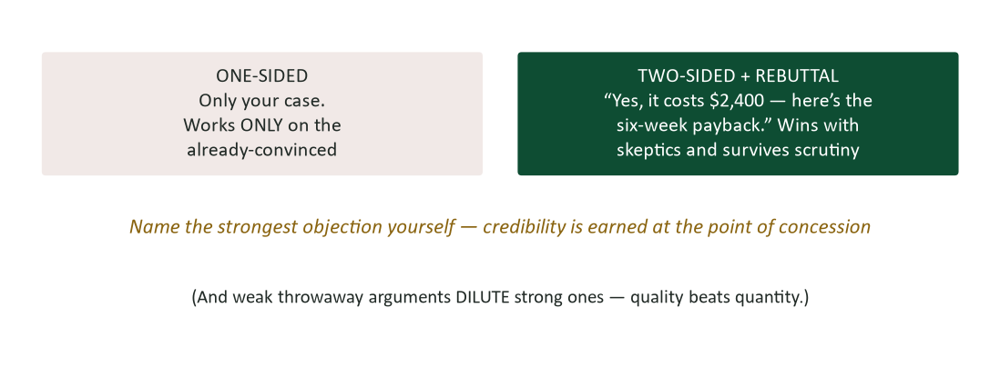 ONE-SIDED
Only your case.
Works ONLY on the
already-convinced
TWO-SIDED + REBUTTAL
“Yes, it costs $2,400 — here’s the
six-week payback.” Wins with
skeptics and survives scrutiny
Name the strongest objection yourself — credibility is earned at the point of concession
(And weak throwaway arguments DILUTE strong ones — quality beats quantity.)